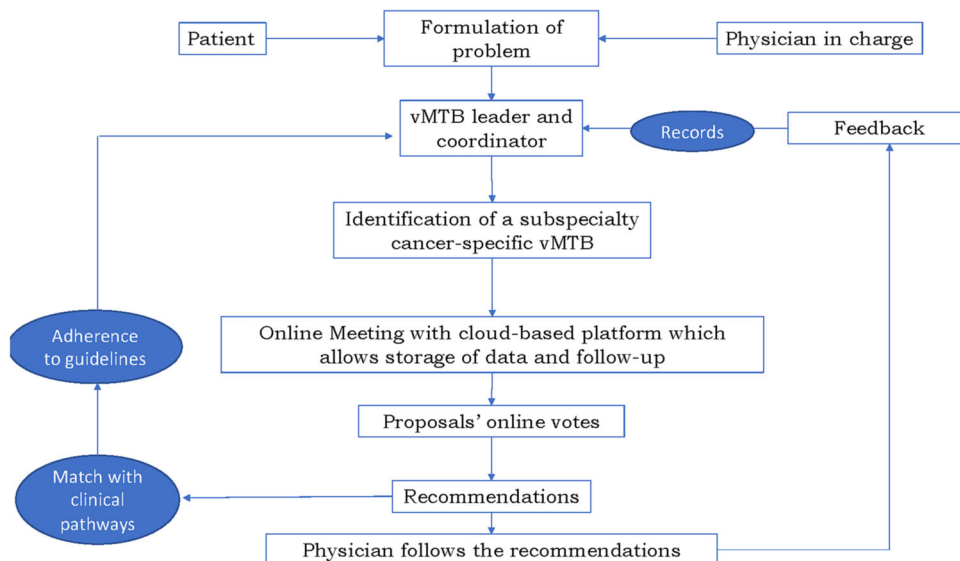 Patient
Formulation of
problem
Physician in charge
vMTB leader and
coordinator
Records
Feedback
Identification of a subspecialty
cancer-specific vMTB
Adherence
to guidelines
Online Meeting with cloud-based platform which
allows storage of data and follow-up
Proposals’ online votes
Match with
clinical
pathways
Recommendations
Physician follows the recommendations